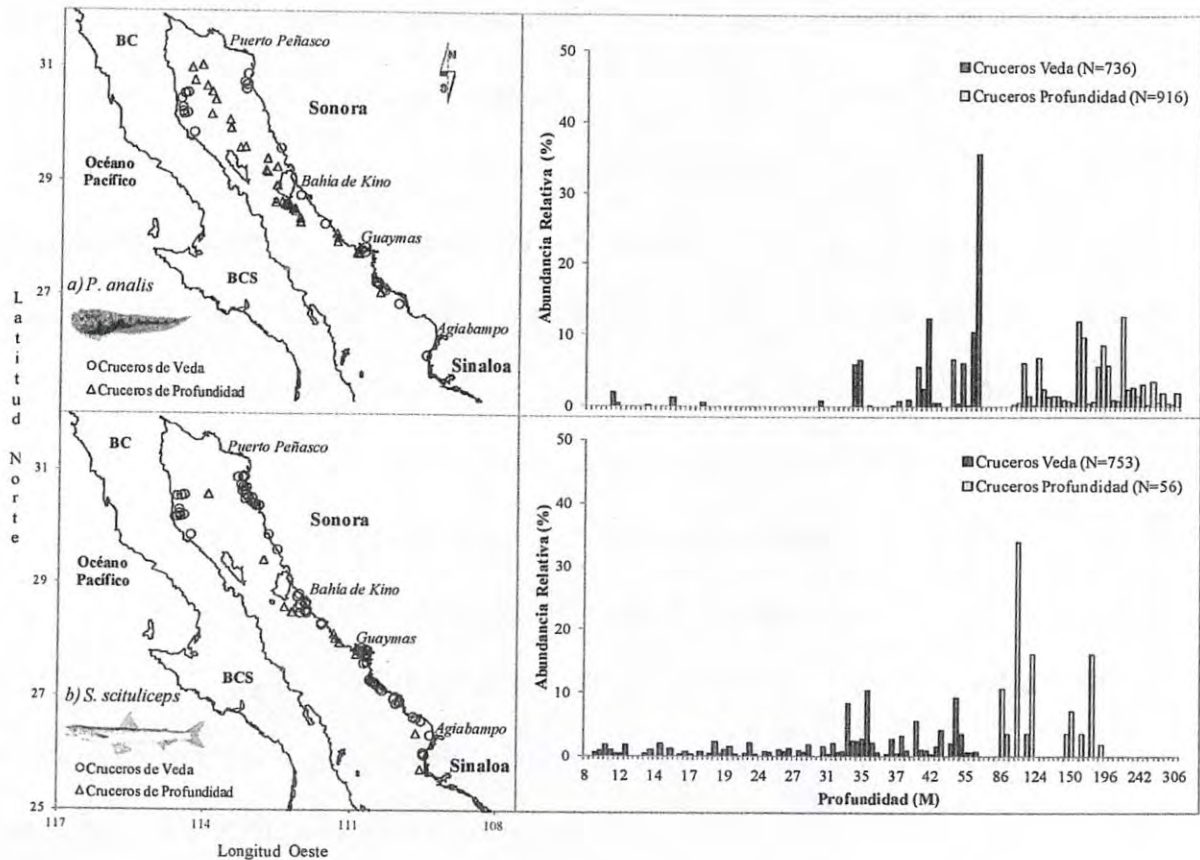 BC
Puerto Peñasco
N
S
31
Sonora
Océano
Pacífico
29
Bahía de Kino
Guaymas
BCS
27
a) P. analis
Agiabampo
Sinaloa
○Cruceros de Veda
△Cruceros de Profundidad
50
40
30
20
10
0
Abundancia Relativa (%)
Cruceros Veda (N=736)
Cruceros Profundidad (N=916)
Latitud Norte
BC
Puerto Peñasco
31
Sonora
Océano
Pacífico
29
Bahía de Kino
Guaymas
BCS
27
b) S. scituliceps
Agiabampo
Sinaloa
○Cruceros de Veda
△Cruceros de Profundidad
25
117 114 111 108
Longitud Oeste
50
40
30
20
10
0
Abundancia Relativa (%)
Cruceros Veda (N=753)
Cruceros Profundidad (N=56)
8 12 14 17 19 24 27 31 35 37 42 55 86 124 150 196 242 306
Profundidad (M)